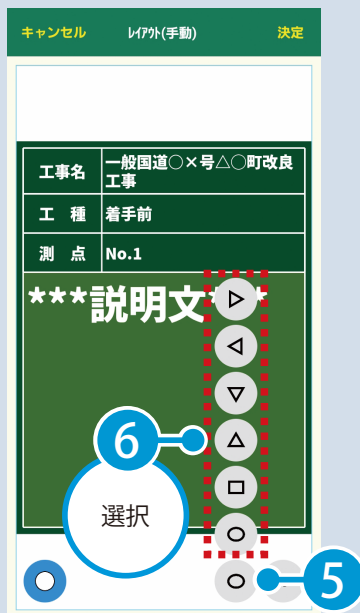 キャンセル レイアウト(手動) 決定
工事名 一般国道○×号△○町改良
工事
工 種 着手前
測 点 No.1
***説明文***
6
選択
5